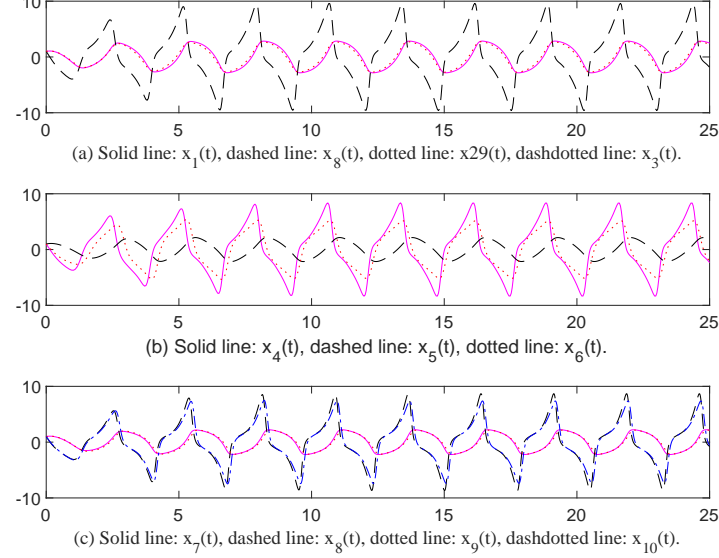 10
0
-10
0 5 10 15 20 25
(a) Solid line: x1(t), dashed line: x8(t), dotted line: x29(t), dashdotted line: x3(t).
10
0
-10
0 5 10 15 20 25
(b) Solid line: x4(t), dashed line: x5(t), dotted line: x6(t).
10
0
-10
0 5 10 15 20 25
(c) Solid line: x7(t), dashed line: x8(t), dotted line: x9(t), dashdotted line: x10(t).